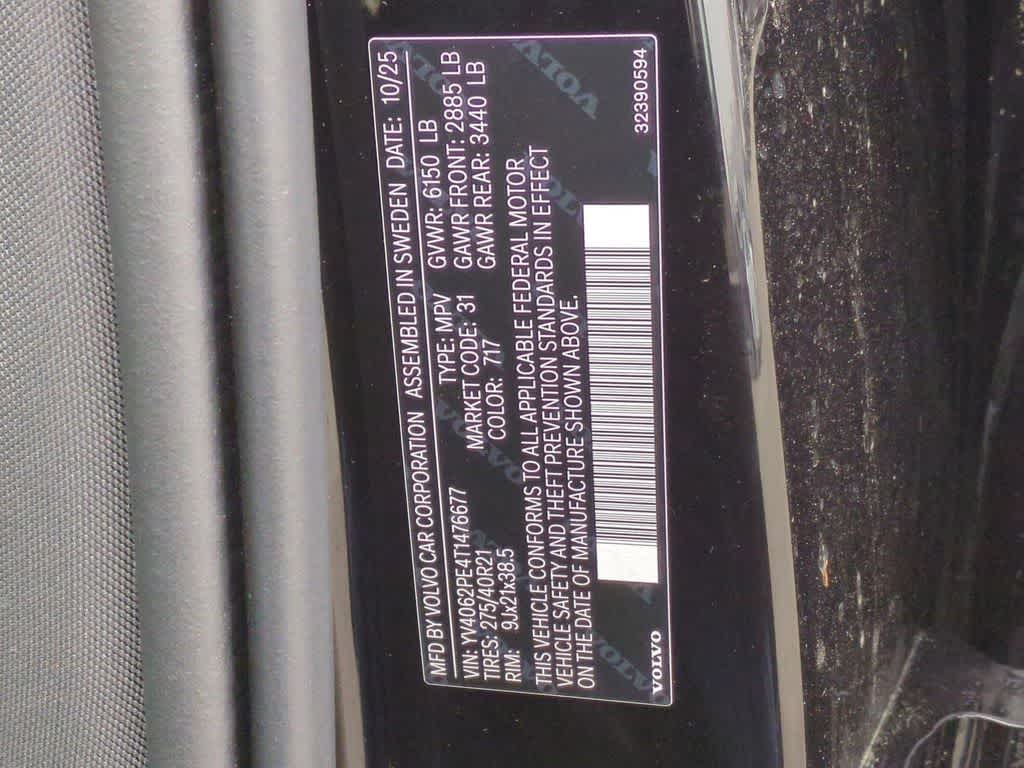 MFD BY VOLVO CAR CORPORATION ASSEMBLED IN SWEDEN DATE: 10/25
VIN: YV4062PE4T1476677 TYPE: MPV GVWR: 6150 LB
TIRES: 275/40R21 MARKET CODE: 31 GAWR FRONT: 2885 LB
RIM: 9Jx21x38.5 COLOR: 717 GAWR REAR: 3440 LB
THIS VEHICLE CONFORMS TO ALL APPLICABLE FEDERAL MOTOR
VEHICLE SAFETY AND THEFT PREVENTION STANDARDS IN EFFECT
ON THE DATE OF MANUFACTURE SHOWN ABOVE.
VOLVO 32390594